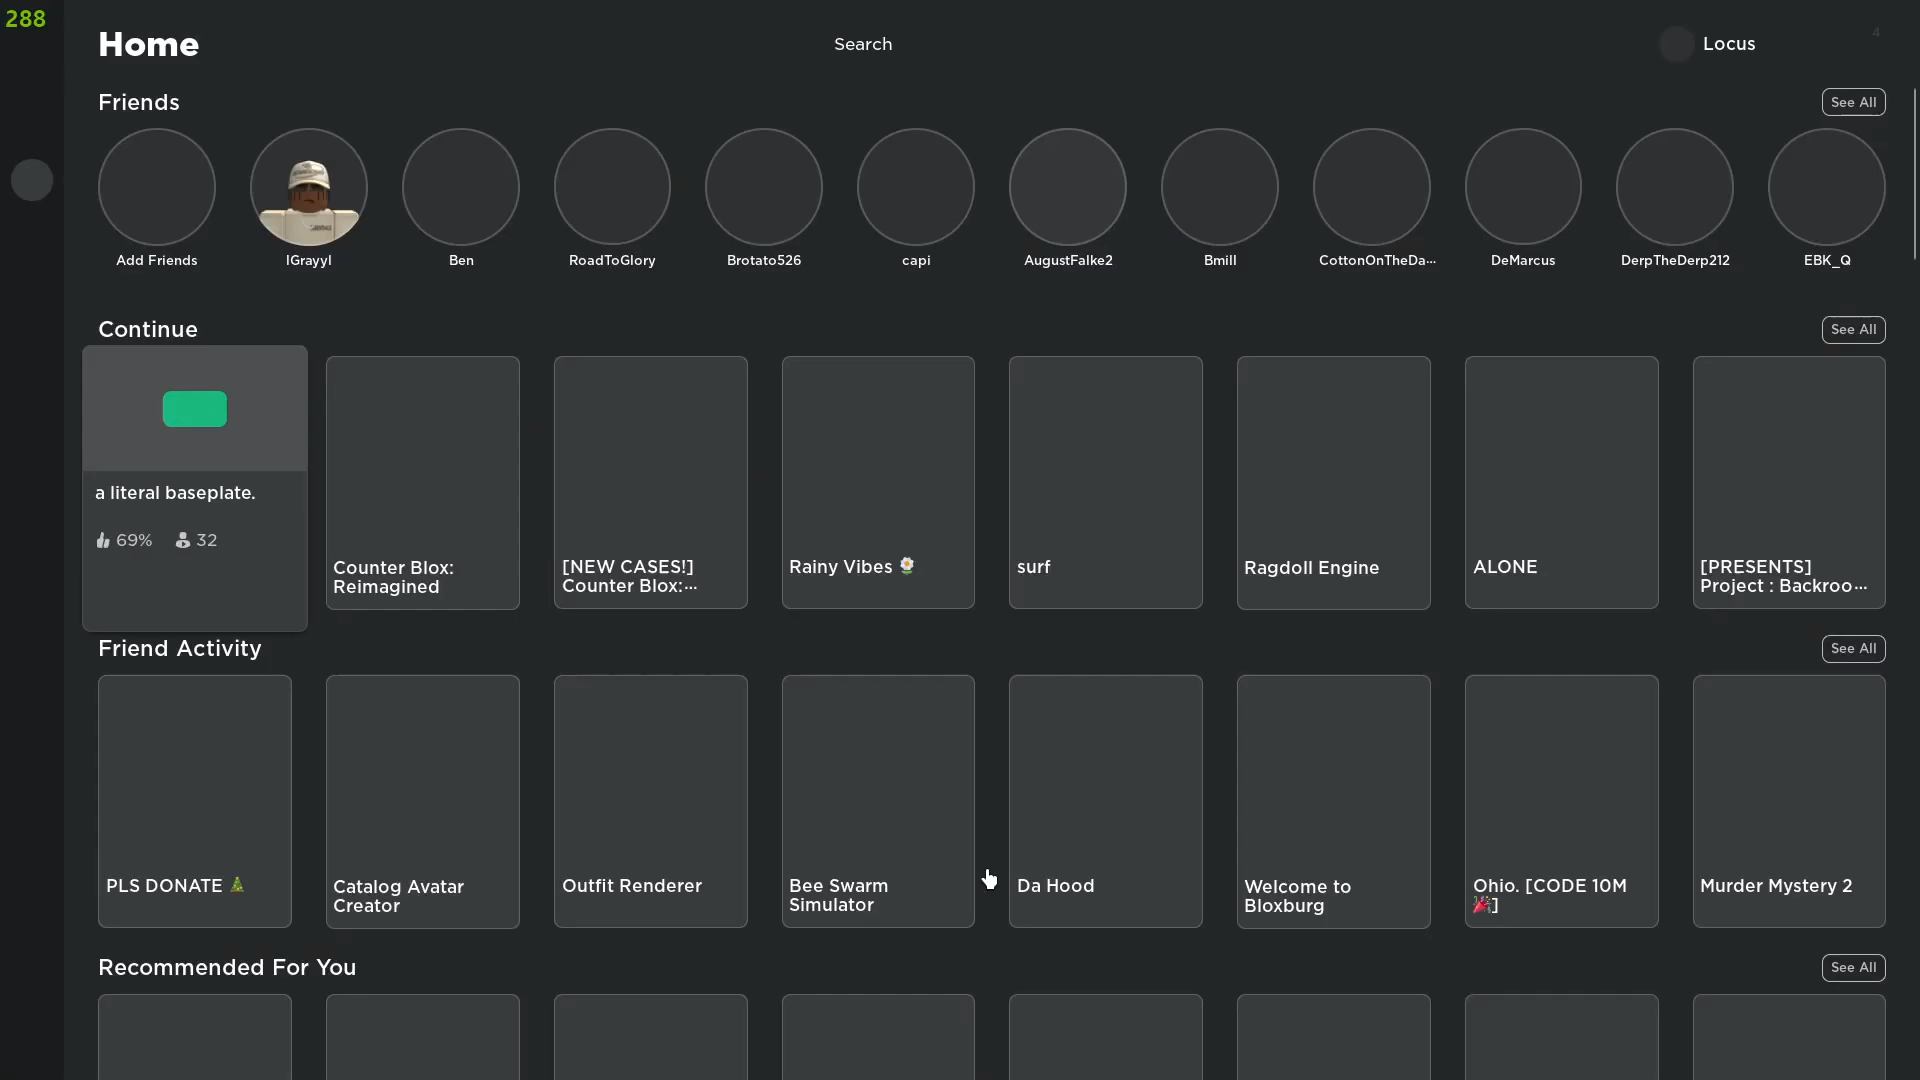 288
Home
Search
Locus
4
Friends
See All
Add Friends
IGrayyI
Ben
RoadToGlory
Brotato526
capi
AugustFalke2
Bmill
CottonOnTheDa...
DeMarcus
DerpTheDerp212
EBK_Q
Continue
See All
a literal baseplate.
69%
32
Counter Blox:
Reimagined
[NEW CASES!]
Counter Blox:...
Rainy Vibes 🌼
surf
Ragdoll Engine
ALONE
[PRESENTS]
Project : Backroo...
Friend Activity
See All
PLS DONATE 🎄
Catalog Avatar
Creator
Outfit Renderer
Bee Swarm
Simulator
Da Hood
Welcome to
Bloxburg
Ohio. [CODE 10M
🎉]
Murder Mystery 2
Recommended For You
See All